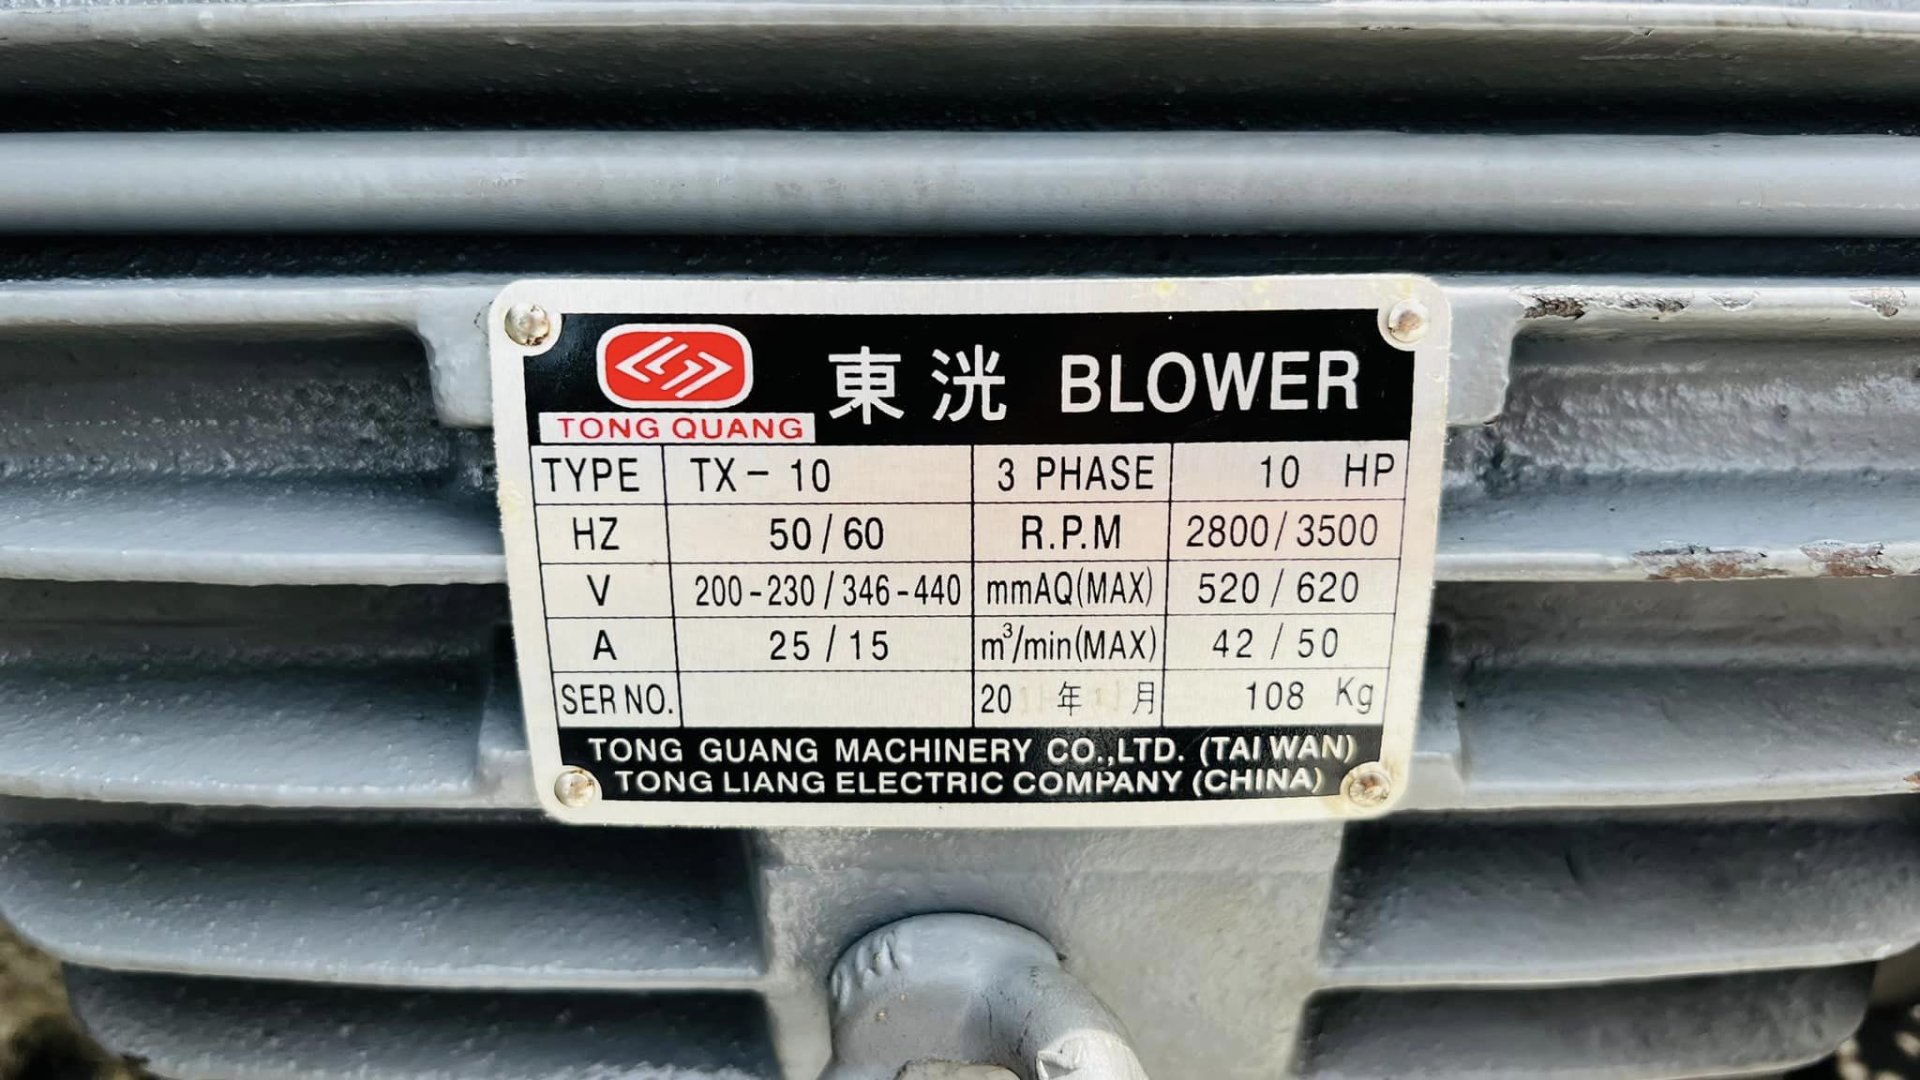 東洸 BLOWER
TONG QUANG
TYPE TX-10 3 PHASE 10 HP
HZ 50/60 R.P.M 2800/3500
V 200-230/346-440 mmAQ(MAX) 520/620
A 25/15 m³/min(MAX) 42/50
SER NO. 20 年 月 108 Kg
TONG GUANG MACHINERY CO.,LTD. (TAIWAN)
TONG LIANG ELECTRIC COMPANY (CHINA)